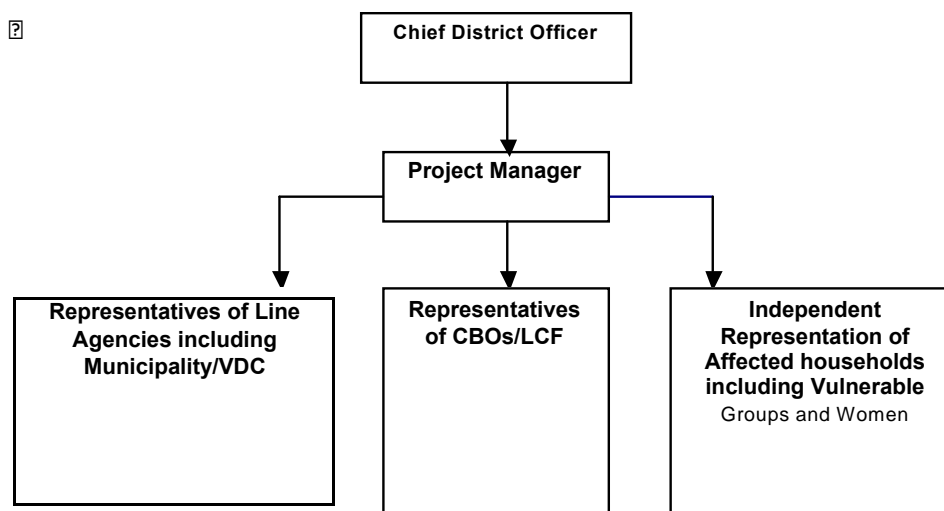 Chief District Officer
Project Manager
Representatives of Line
Agencies including
Municipality/VDC
Representatives
of CBOs/LCF
Independent
Representation of
Affected households
including Vulnerable
Groups and Women